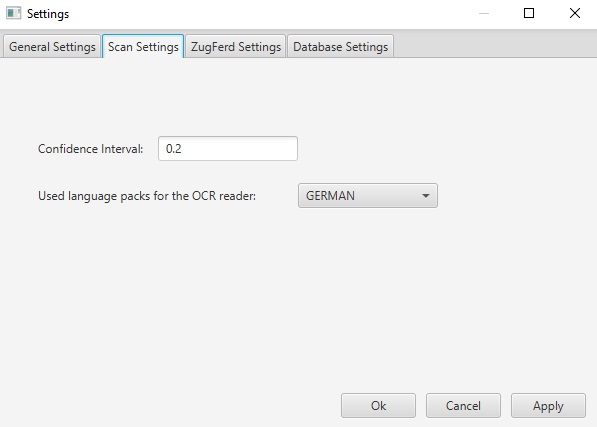 Settings
General Settings Scan Settings ZugFerd Settings Database Settings
Confidence Interval: 0.2
Used language packs for the OCR reader: GERMAN
Ok Cancel Apply